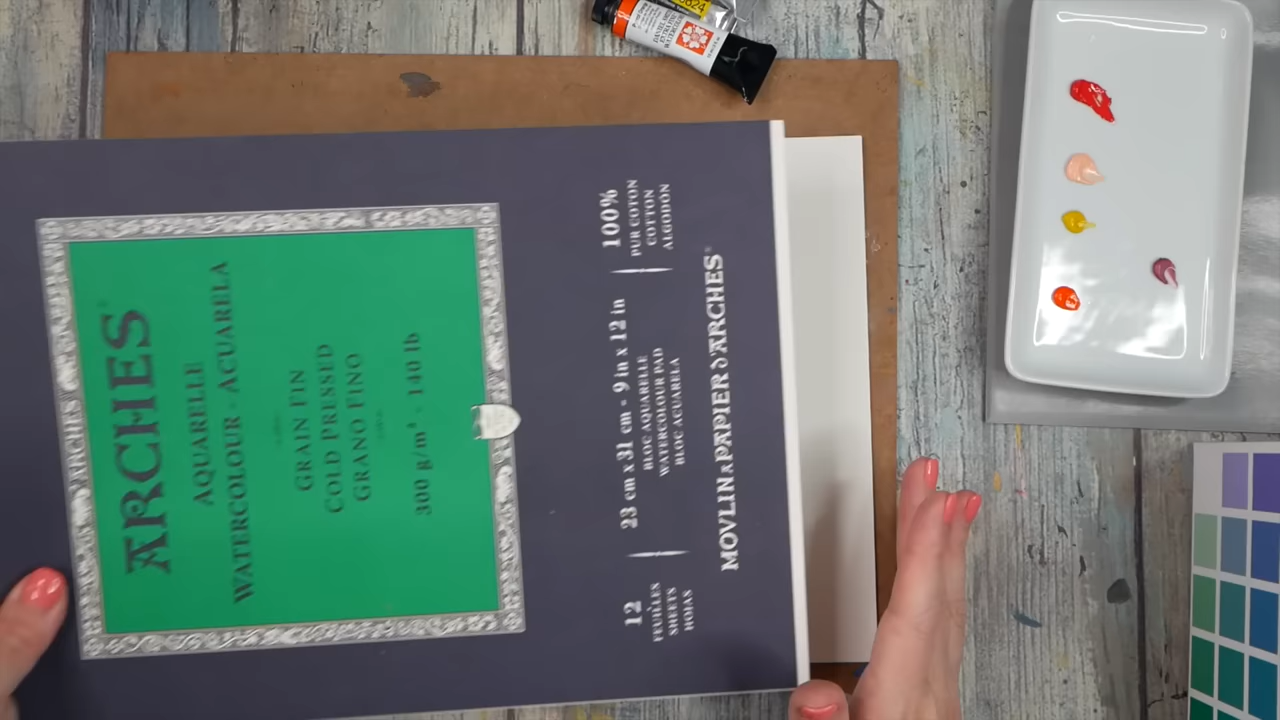 ARCHES®
AQUARELLE
WATERCOLOUR - ACUARELA
GRAIN FIN
COLD PRESSED
GRANO FINO
300 g/m² - 140 lb
ARCHES
12
FEUILLES
SHEETS
HOJAS
23 cm x 31 cm - 9 in x 12 in
BLOC AQUARELLE
WATERCOLOUR PAD
BLOC ACUARELA
100%
PUR COTON
COTTON
ALGODÓN
MOVLIN À PAPIER D'ARCHES®